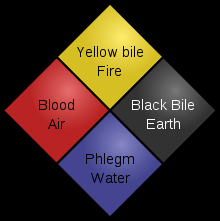 Yellow bile
Fire
Blood
Air
Black Bile
Earth
Phlegm
Water